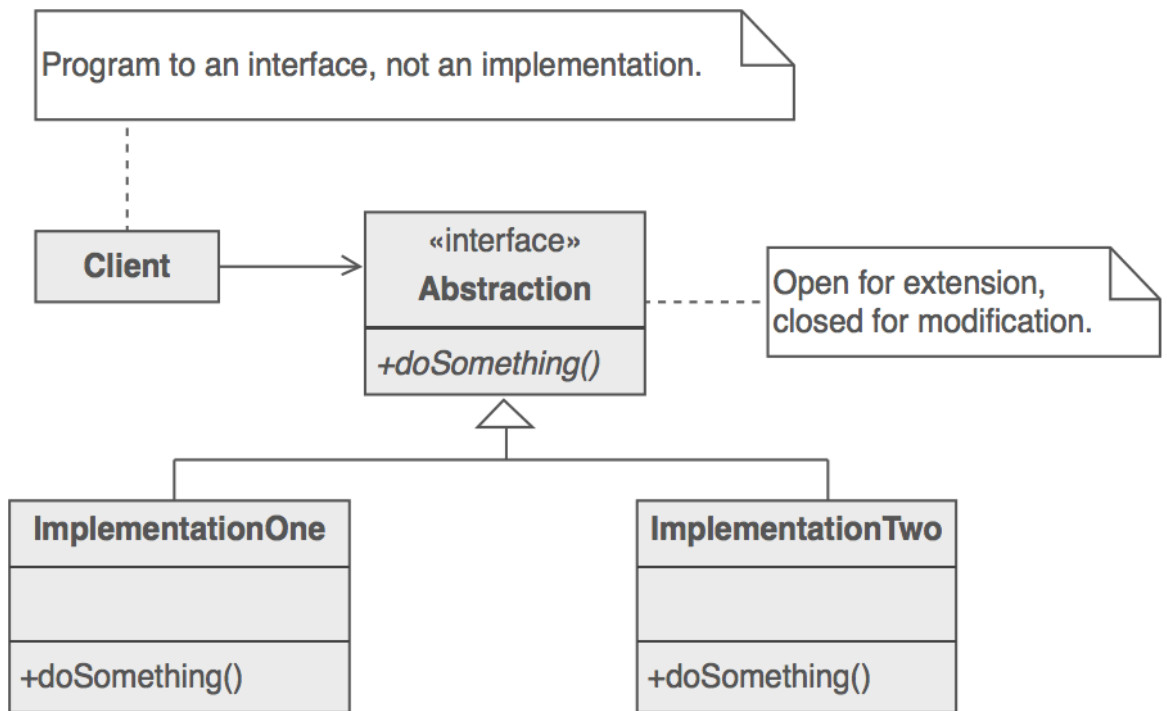 Program to an interface, not an implementation.
Client
«interface»
Abstraction
+doSomething()
Open for extension,
closed for modification.
ImplementationOne
+doSomething()
ImplementationTwo
+doSomething()